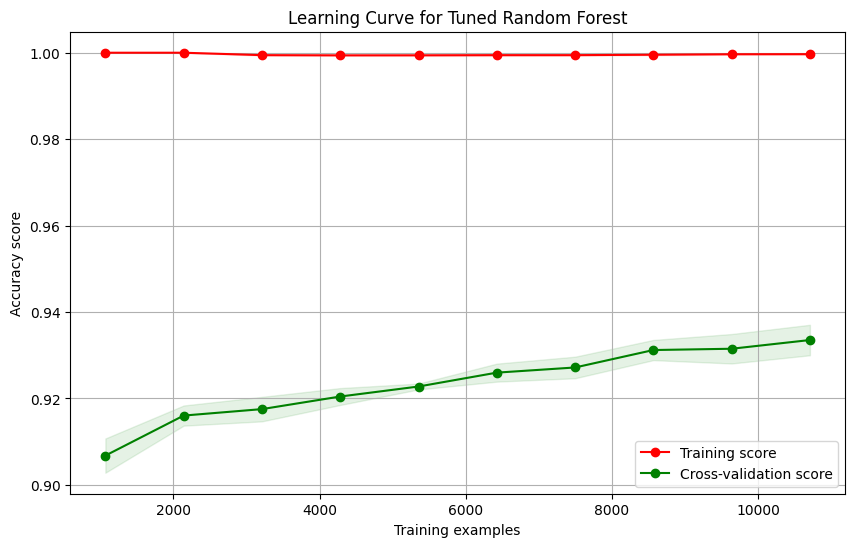 Learning Curve for Tuned Random Forest
1.00
0.98
0.96
0.94
0.92
0.90
Accuracy score
2000 4000 6000 8000 10000
Training examples
Training score
Cross-validation score